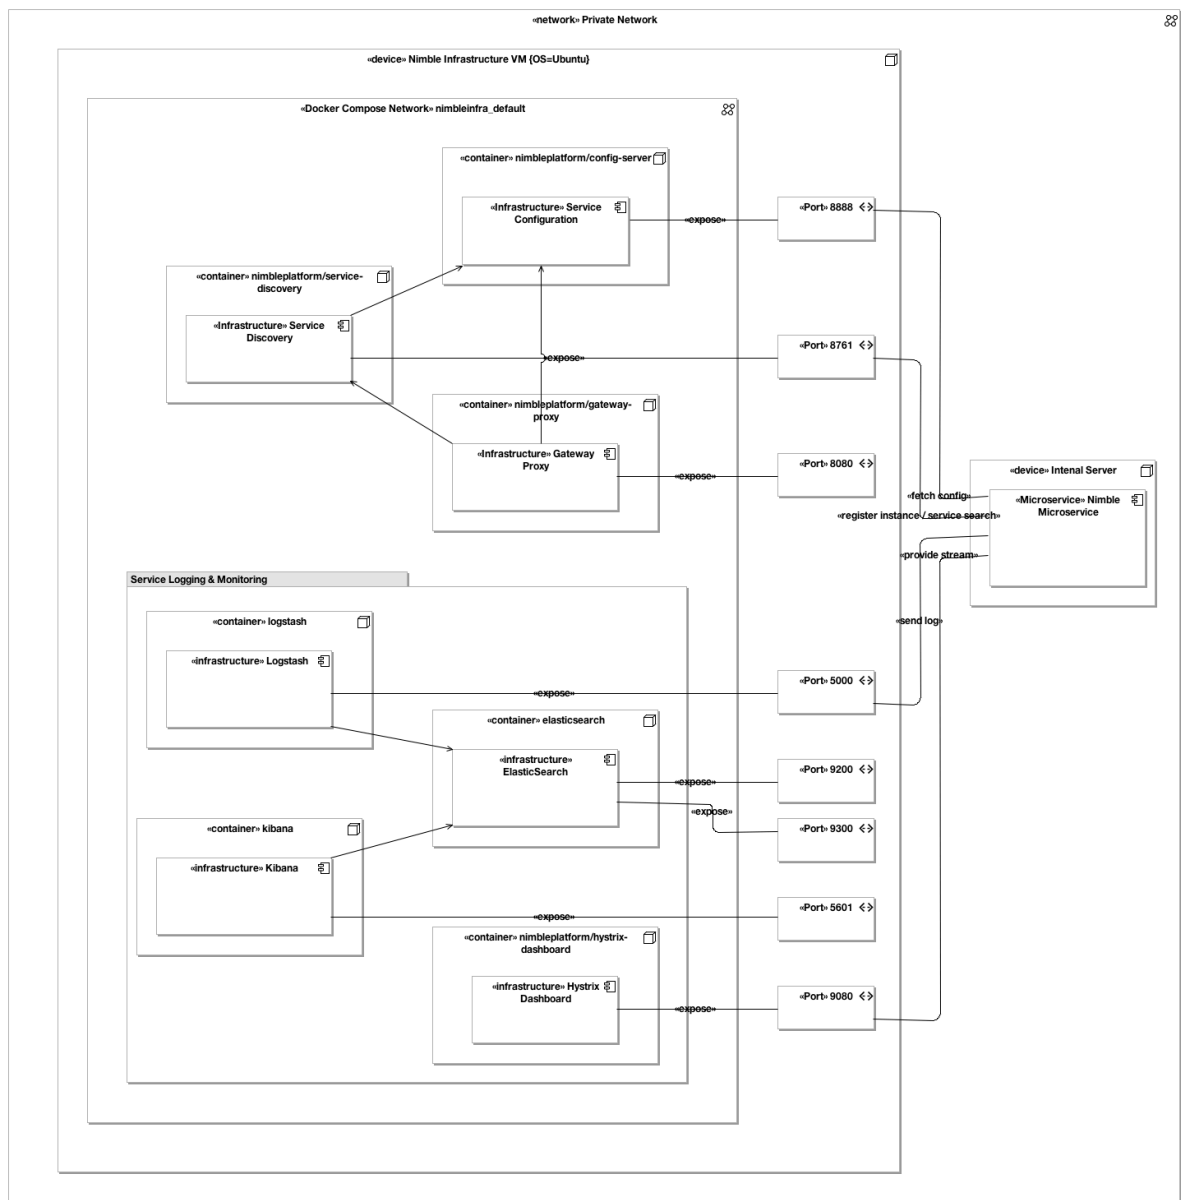 «network» Private Network
«device» Nimble Infrastructure VM {OS=Ubuntu}
«Docker Compose Network» nimbleinfra_default
«container» nimbleplatform/config-server
«Infrastructure» Service
Configuration
«expose»
«Port» 8888
«container» nimbleplatform/service-
discovery
«Infrastructure» Service
Discovery
«expose»
«Port» 8761
«container» nimbleplatform/gateway-
proxy
«Infrastructure» Gateway
Proxy
«expose»
«Port» 8080
«device» Intenal Server
«Microservice» Nimble
Microservice
«fetch config»
«register instance / service search»
«provide stream»
«send log»
Service Logging & Monitoring
«container» logstash
«infrastructure» Logstash
«expose»
«Port» 5000
«container» elasticsearch
«infrastructure»
ElasticSearch
«expose»
«Port» 9200
«expose»
«Port» 9300
«container» kibana
«infrastructure» Kibana
«expose»
«Port» 5601
«container» nimbleplatform/hystrix-
dashboard
«infrastructure» Hystrix
Dashboard
«expose»
«Port» 9080